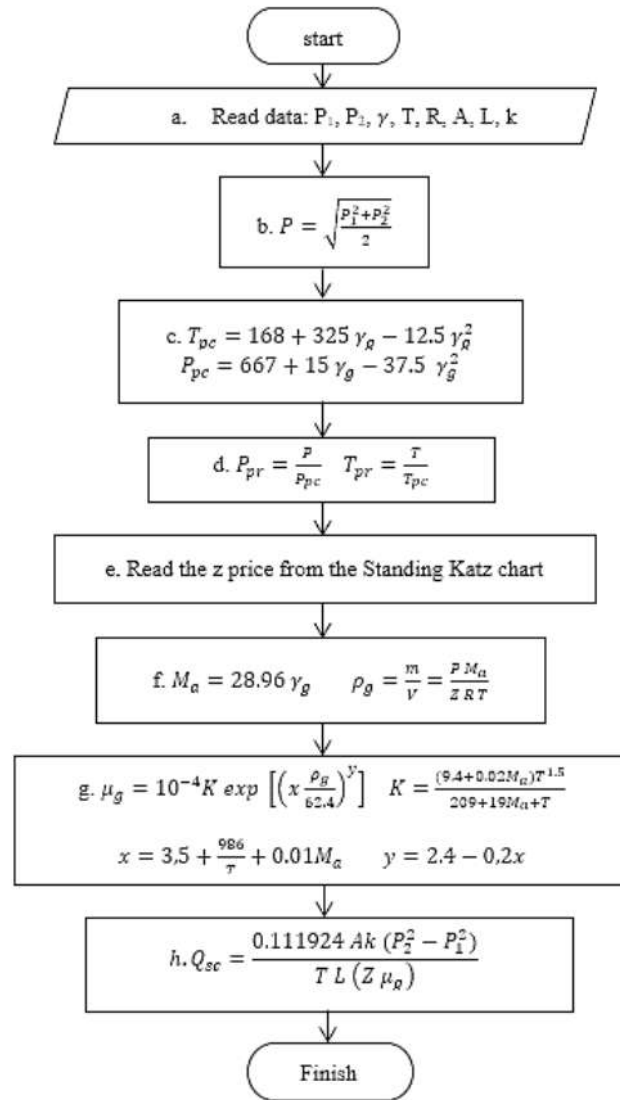 start
a. Read data: P₁, P₂, γ, T, R, A, L, k
b. P = √((P₁² + P₂²)/2)
c. T_pc = 168 + 325 γ_g − 12.5 γ_g²
P_pc = 667 + 15 γ_g − 37.5 γ_g²
d. P_pr = P/P_pc T_pr = T/T_pc
e. Read the z price from the Standing Katz chart
f. M_a = 28.96 γ_g ρ_g = m/V = P M_a/Z R T
g. μ_g = 10⁻⁴K exp [(x ρ_g/62.4)^y] K = (9.4+0.02M_a)T^1.5/209+19M_a+T
x = 3,5 + 986/T + 0.01M_a y = 2.4 − 0,2x
h. Q_sc = 0.111924 Ak (P₂² − P₁²)/T L (Z μ_g)
Finish